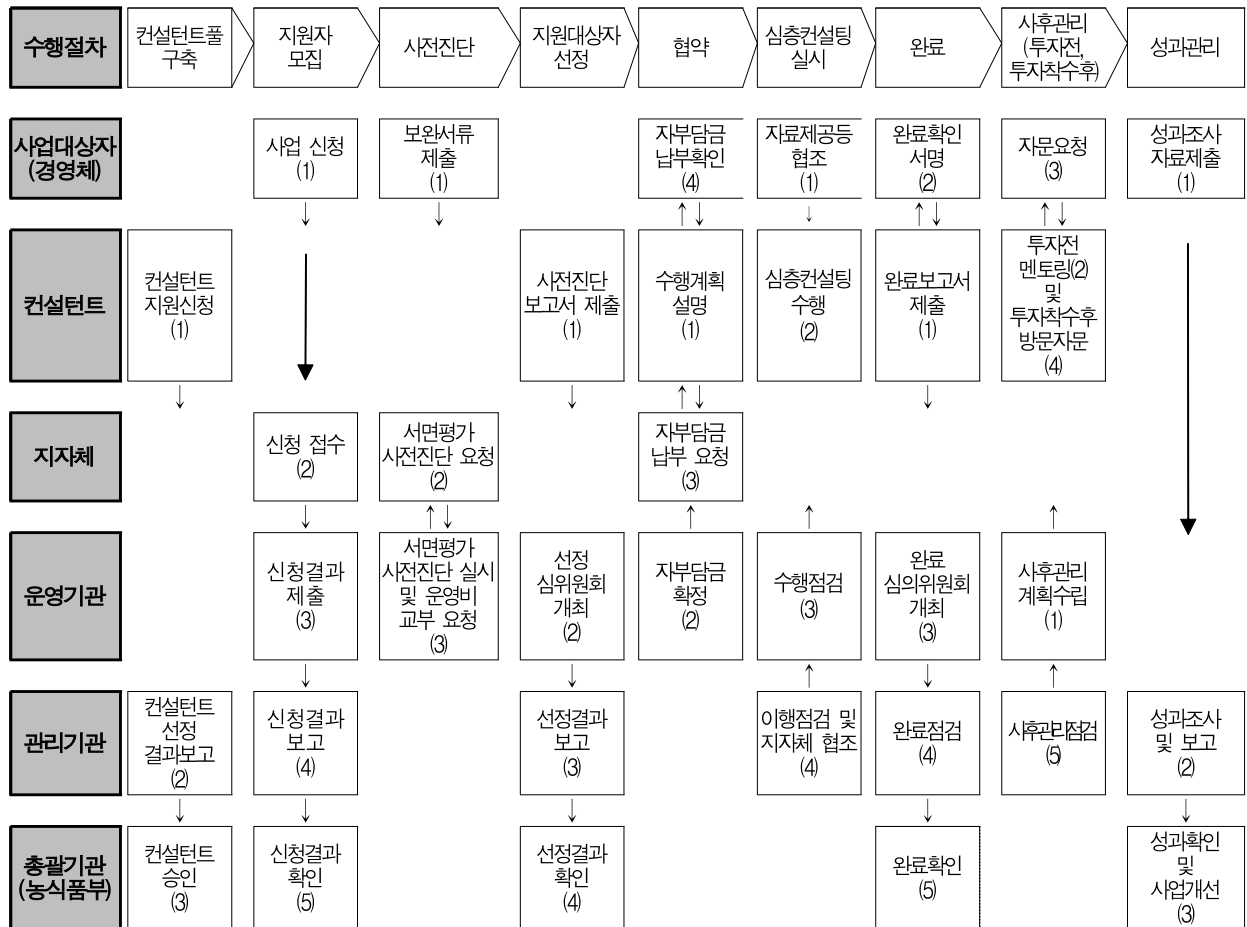 수행절차
컨설턴트풀
구축
지원자
모집
사전진단
지원대상자
선정
협약
심층컨설팅
실시
완료
사후관리
(투자전,
투자착수후)
성과관리
사업대상자
(경영체)
사업 신청
(1)
보완서류
제출
(1)
자부담금
납부확인
(4)
자료제공등
협조
(1)
완료확인
서명
(2)
자문요청
(3)
성과조사
자료제출
(1)
컨설턴트
컨설턴트
지원신청
(1)
사전진단
보고서 제출
(1)
수행계획
설명
(1)
심층컨설팅
수행
(2)
완료보고서
제출
(1)
투자전
멘토링(2)
및
투자착수후
방문자문
(4)
지자체
신청 접수
(2)
서면평가
사전진단 요청
(2)
자부담금
납부 요청
(3)
운영기관
신청결과
제출
(3)
서면평가
사전진단 실시
및 운영비
교부 요청
(3)
선정
심위원회
개최
(2)
자부담금
확정
(2)
수행점검
(3)
완료
심의위원회
개최
(3)
사후관리
계획수립
(1)
관리기관
컨설턴트
선정
결과보고
(2)
신청결과
보고
(4)
선정결과
보고
(3)
이행점검 및
지자체 협조
(4)
완료점검
(4)
사후관리점검
(5)
성과조사
및 보고
(2)
총괄기관
(농식품부)
컨설턴트
승인
(3)
신청결과
확인
(5)
선정결과
확인
(4)
완료확인
(5)
성과확인
및
사업개선
(3)